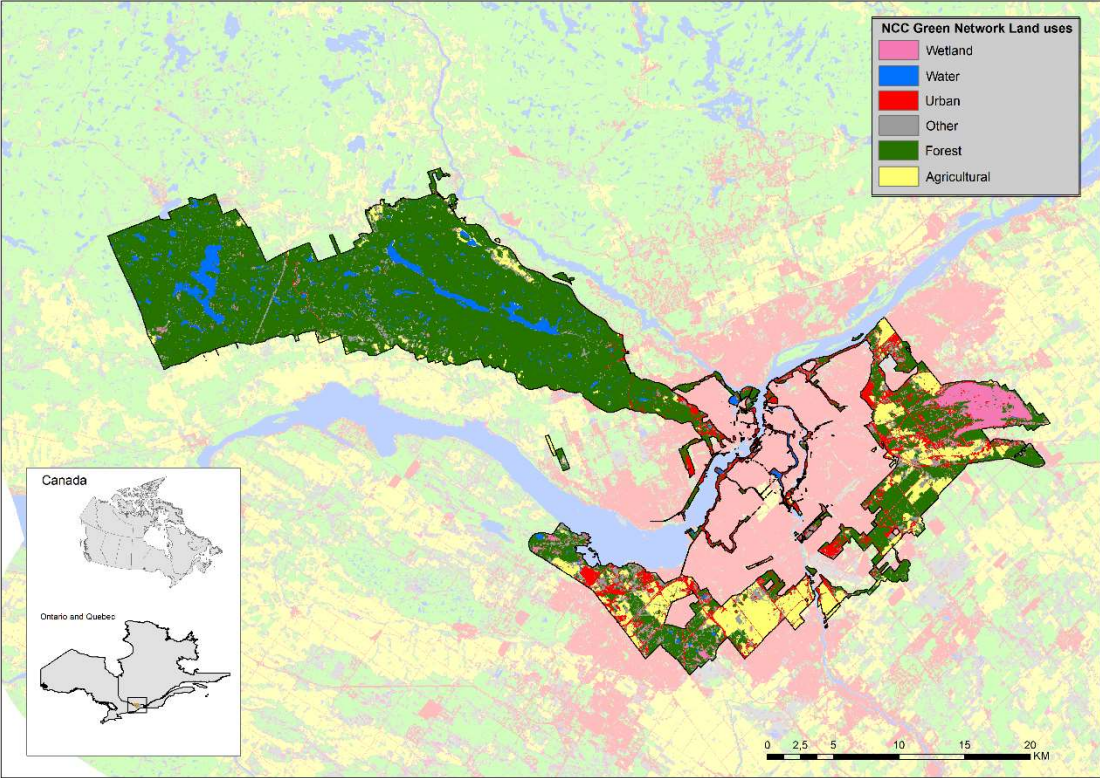 NCC Green Network Land uses
Wetland
Water
Urban
Other
Forest
Agricultural
Canada
Ontario and Quebec
0 2,5 5 10 15 20
KM